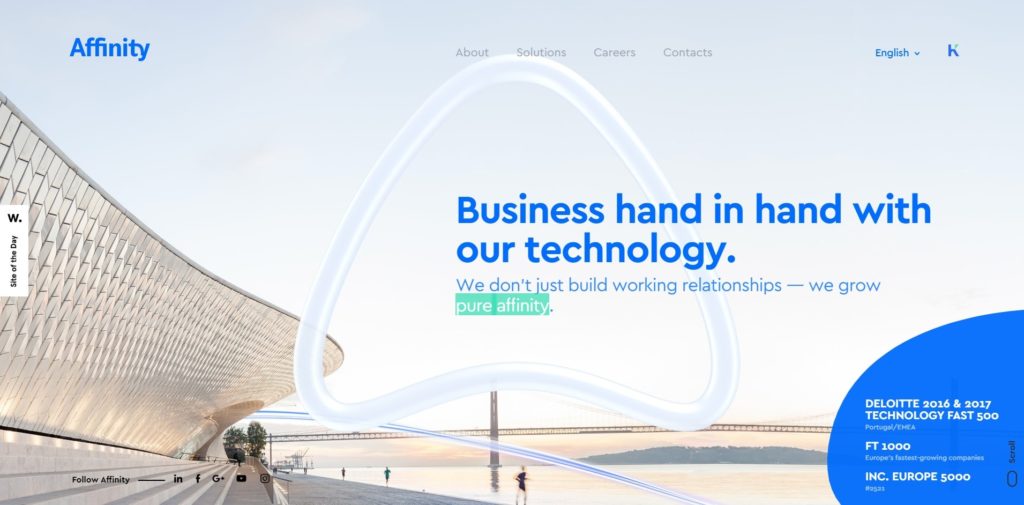 Affinity
About
Solutions
Careers
Contacts
English
W.
Site of the Day
Business hand in hand with
our technology.
We don't just build working relationships — we grow
pure affinity.
DELOITTE 2016 & 2017
TECHNOLOGY FAST 500
Portugal/EMEA
FT 1000
Europe's fastest-growing companies
INC. EUROPE 5000
#2521
Scroll
Follow Affinity
in
f
G+